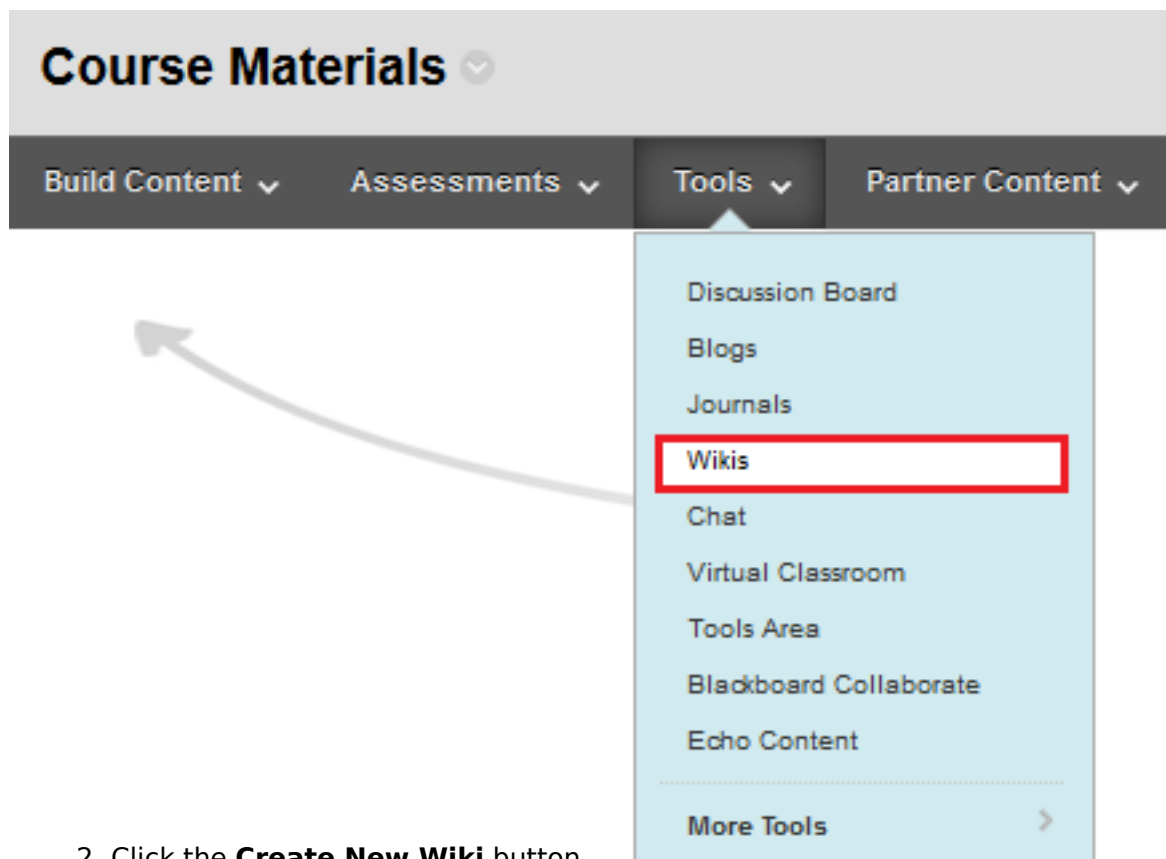 Course Materials
Build Content Assessments Tools Partner Content
Discussion Board
Blogs
Journals
Wikis
Chat
Virtual Classroom
Tools Area
Blackboard Collaborate
Echo Content
More Tools
2. Click the Create New Wiki button